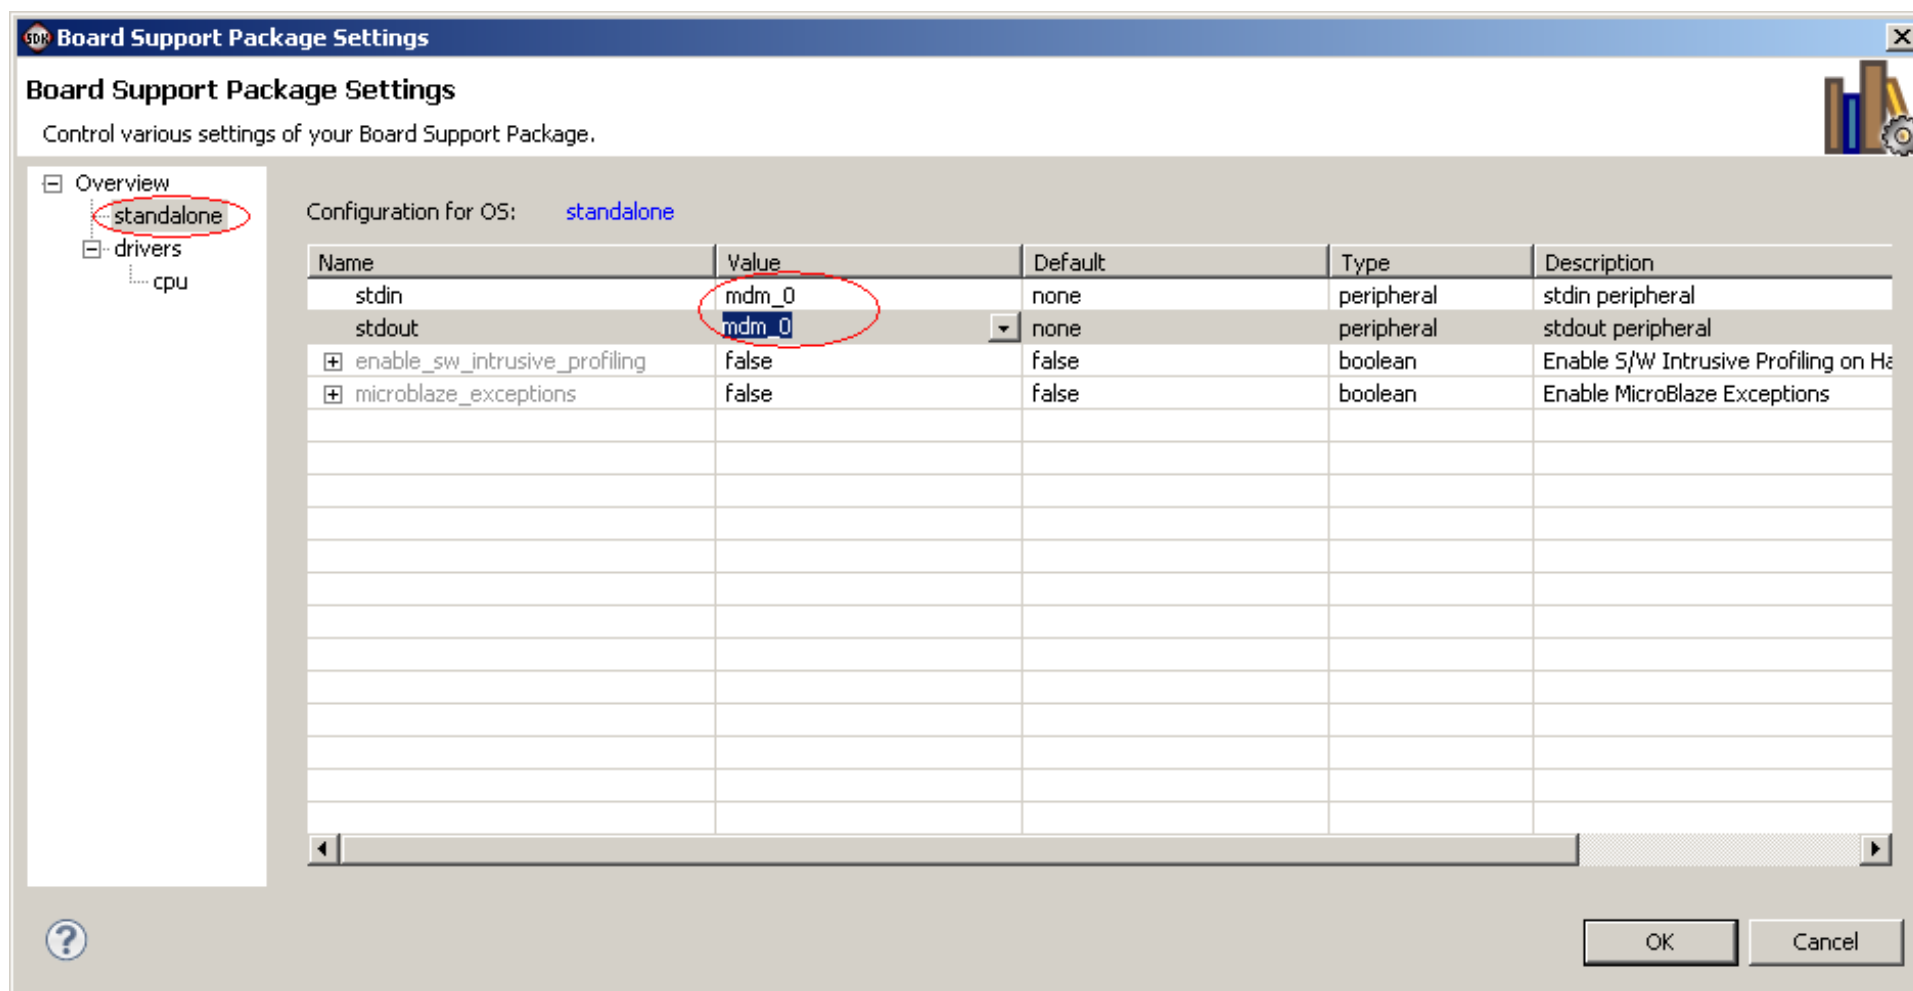 SDK Board Support Package Settings
Board Support Package Settings
Control various settings of your Board Support Package.
Overview
standalone
drivers
cpu
Configuration for OS: standalone
Name Value Default Type Description
stdin mdm_0 none peripheral stdin peripheral
stdout mdm_0 none peripheral stdout peripheral
enable_sw_intrusive_profiling false false boolean Enable S/W Intrusive Profiling on Ha
microblaze_exceptions false false boolean Enable MicroBlaze Exceptions
OK Cancel